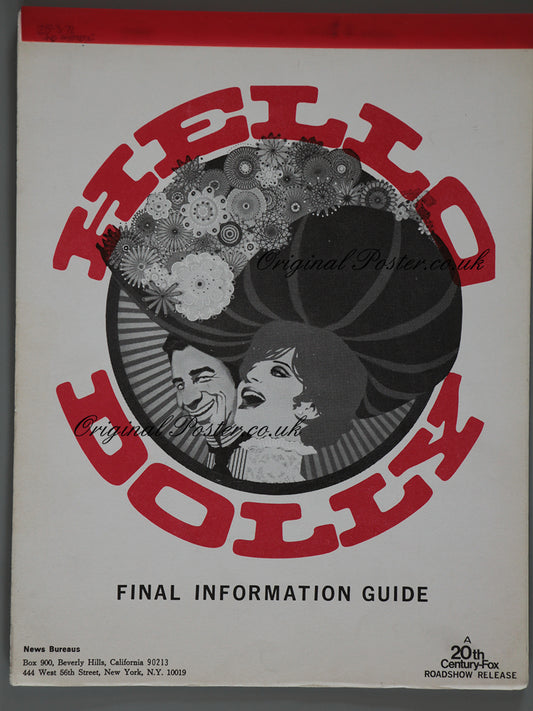 HELLO
Original Poster.co.uk
Original Poster.co.uk
DOLLY
FINAL INFORMATION GUIDE
News Bureaus
Box 900, Beverly Hills, California 90213
444 West 56th Street, New York, N.Y. 10019
A
20th
Century-Fox
ROADSHOW RELEASE